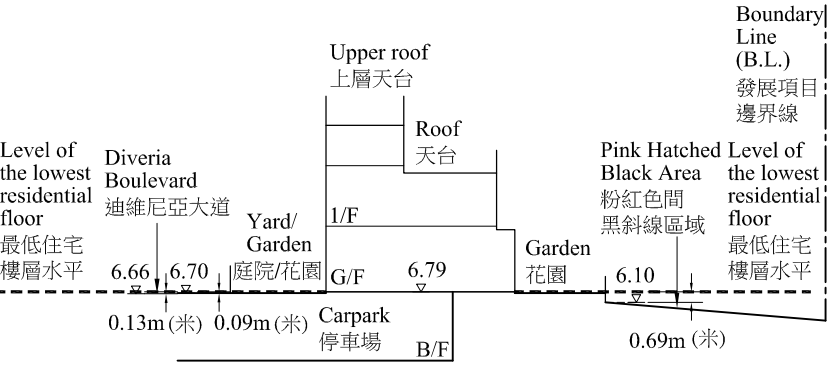 Boundary
Line
(B.L.)
發展項目
邊界線
Upper roof
上層天台
Roof
天台
Level of
the lowest
residential
floor
最低住宅
樓層水平
Diveria
Boulevard
迪維尼亞大道
Pink Hatched
Black Area
粉紅色間
黑斜線區域
Level of
the lowest
residential
floor
最低住宅
樓層水平
1/F
Yard/
Garden
庭院/花園
Garden
花園
6.66
6.70
G/F
6.79
6.10
0.13m (米)
0.09m (米)
Carpark
停車場
B/F
0.69m (米)